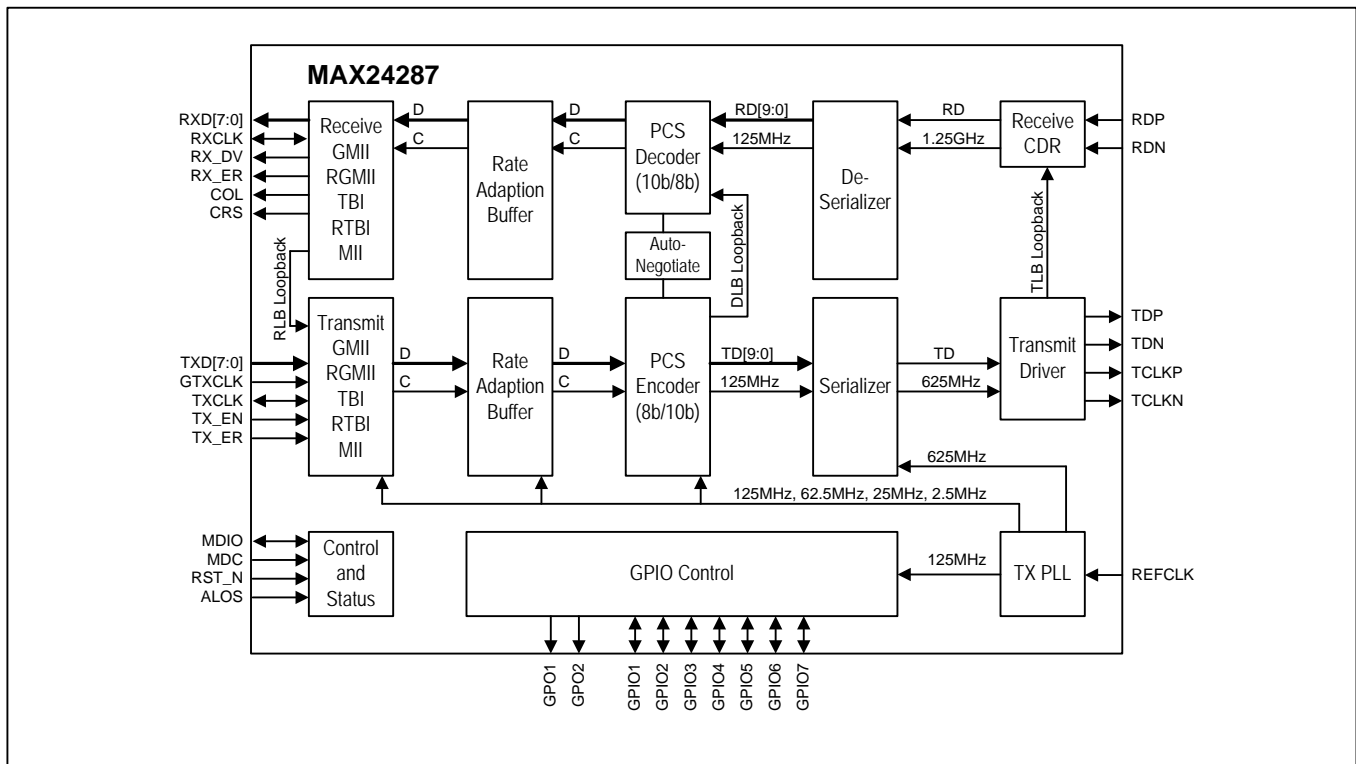 MAX24287
RXD[7:0]
RXCLK
RX_DV
RX_ER
COL
CRS
Receive
GMII
RGMII
TBI
RTBI
MII
D
C
Rate
Adaption
Buffer
D
C
PCS
Decoder
(10b/8b)
RD[9:0]
125MHz
De-
Serializer
RD
1.25GHz
Receive
CDR
RDP
RDN
RLB Loopback
Auto-
Negotiate
DLB Loopback
TLB Loopback
TXD[7:0]
GTXCLK
TXCLK
TX_EN
TX_ER
Transmit
GMII
RGMII
TBI
RTBI
MII
D
C
Rate
Adaption
Buffer
D
C
PCS
Encoder
(8b/10b)
TD[9:0]
125MHz
Serializer
TD
625MHz
Transmit
Driver
TDP
TDN
TCLKP
TCLKN
625MHz
125MHz, 62.5MHz, 25MHz, 2.5MHz
MDIO
MDC
RST_N
ALOS
Control
and
Status
GPIO Control
125MHz
TX PLL
REFCLK
GPO1
GPO2
GPIO1
GPIO2
GPIO3
GPIO4
GPIO5
GPIO6
GPIO7